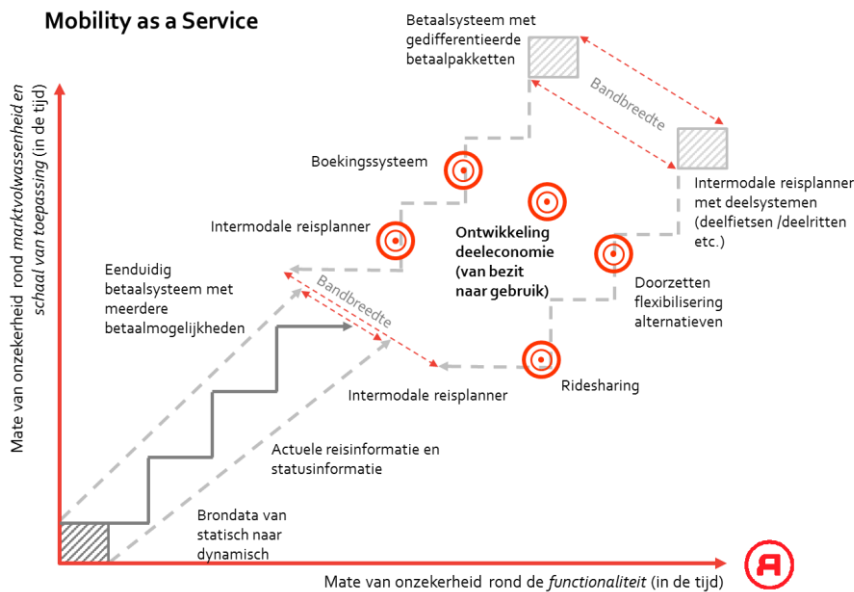 Mobility as a Service
Betaalsysteem met
gedifferentieerde
betaalpakketten
Bandbreedte
Boekingssysteem
Intermodale reisplanner
met deelsystemen
(deelfietsen /deelritten
etc.)
Intermodale reisplanner
Ontwikkeling
deeleconomie
(van bezit
naar gebruik)
Eenduidig
betaalsysteem met
meerdere
betaalmogelijkheden
Bandbreedte
Doorzetten
flexibilisering
alternatieven
Ridesharing
Intermodale reisplanner
Actuele reisinformatie en
statusinformatie
Brondata van
statisch naar
dynamisch
Mate van onzekerheid rond marktvolwassenheid en
schaal van toepassing (in de tijd)
Mate van onzekerheid rond de functionaliteit (in de tijd)